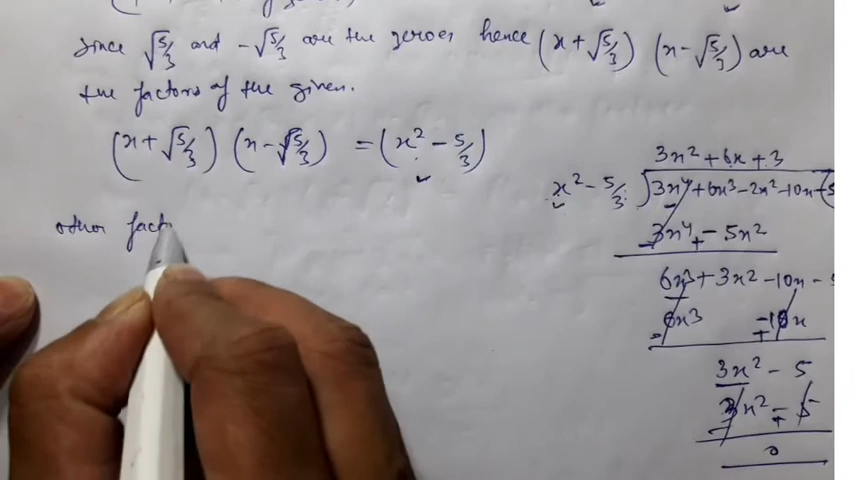 Since √5/3 and -√5/3 are the zeroes hence (x+√5/3) (x-√5/3) are
the factors of the given.
(x+√5/3) (x-√5/3) = (x² - 5/3)
other fact
3x² + 6x + 3
x² - 5/3 ) 3x⁴ + 6x³ - 2x² - 10x - 5
3x⁴ - 5x²
6x³ + 3x² - 10x - 5
6x³ - 10x
3x² - 5
3x² - 5
0